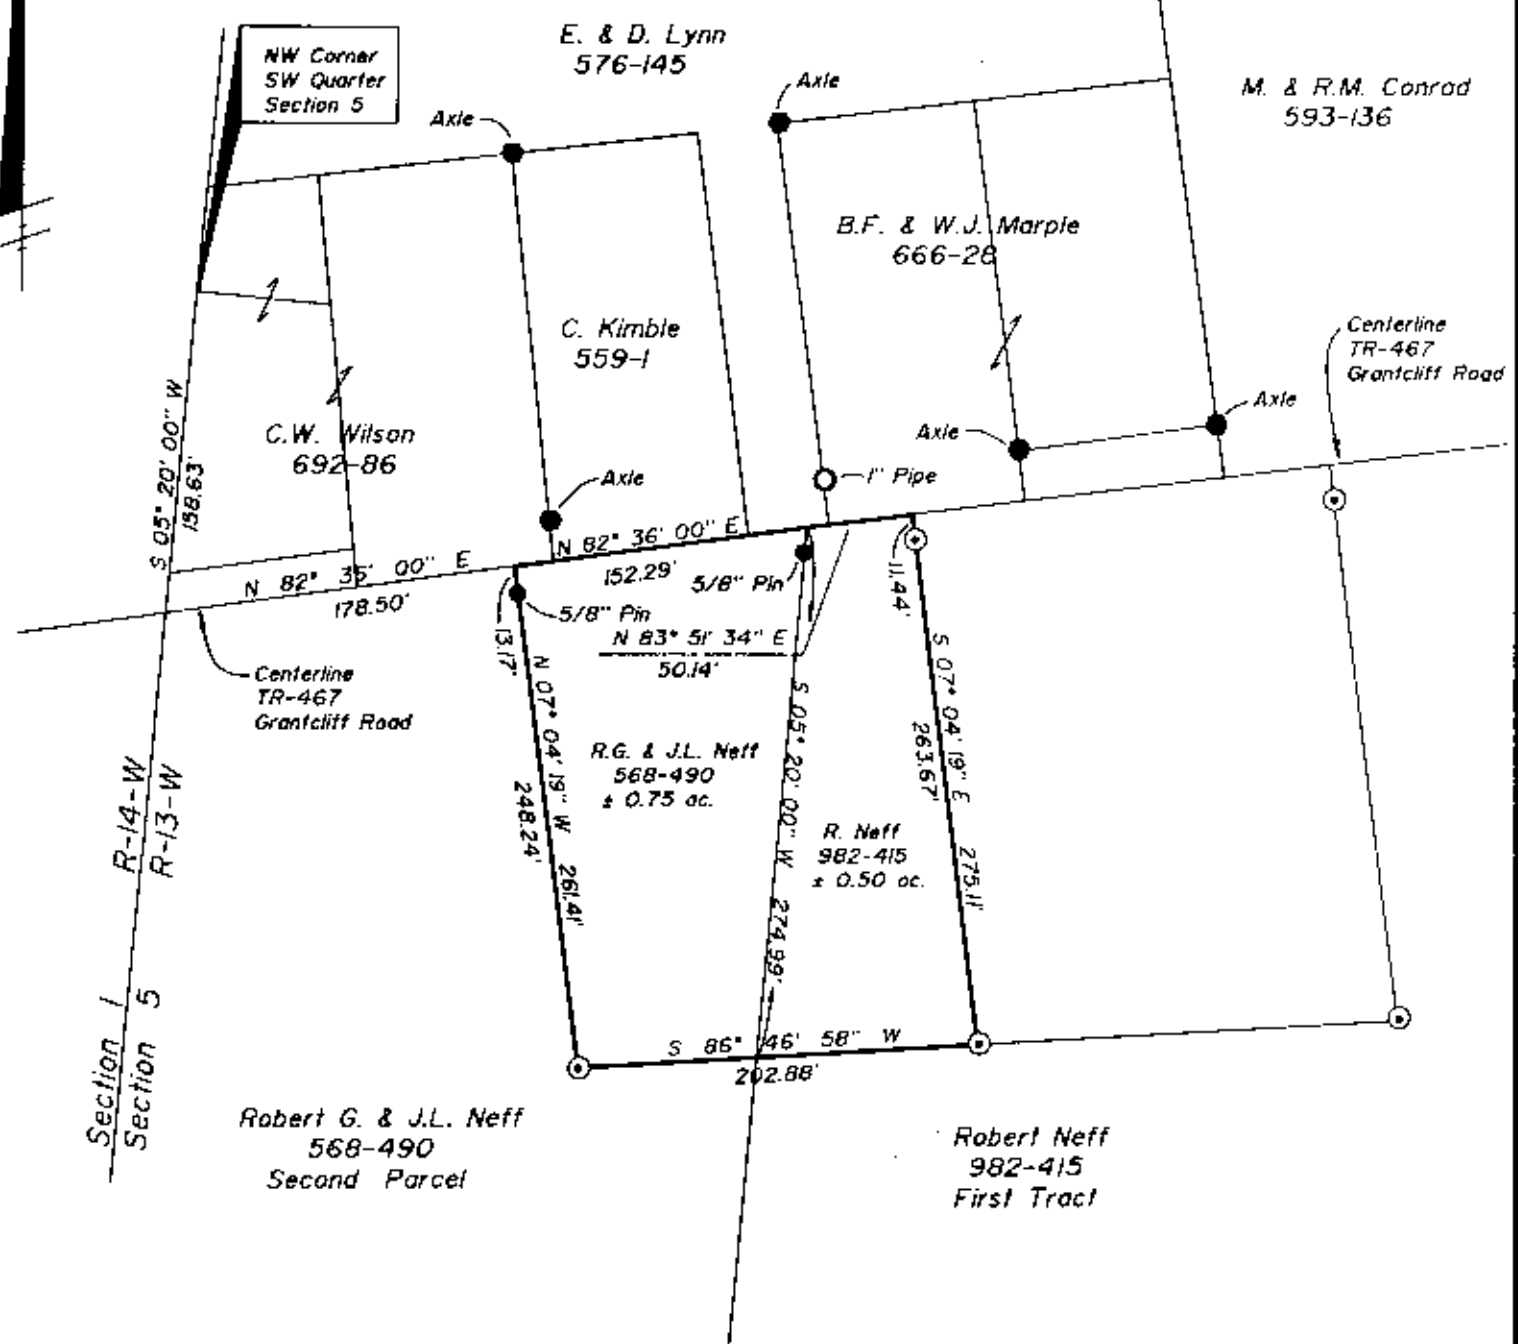 E. & D. Lynn
576-145
NW Corner
SW Quarter
Section 5
Axle
Axle
M. & R.M. Conrad
593-136
B.F. & W.J. Marple
666-28
C. Kimble
559-1
Centerline
TR-467
Grantcliff Road
S 05° 20' 00" W
158.63'
C.W. Wilson
692-86
Axle
Axle
Axle
1" Pipe
N 82° 36' 00" E
152.29'
N 82° 35' 00" E
178.50'
5/8" Pin
5/8" Pin
11.44'
13.17'
N 83° 51' 34" E
50.14'
Centerline
TR-467
Grantcliff Road
N 07° 04' 19" W 261.41'
248.24'
R.G. & J.L. Neff
568-490
± 0.75 ac.
S 05° 20' 00" W 274.99'
S 07° 04' 19" E 275.11'
263.67'
R. Neff
982-415
± 0.50 ac.
R-14-W
R-13-W
Section 1
Section 5
S 86° 46' 58" W
202.88'
Robert G. & J.L. Neff
568-490
Second Parcel
Robert Neff
982-415
First Tract